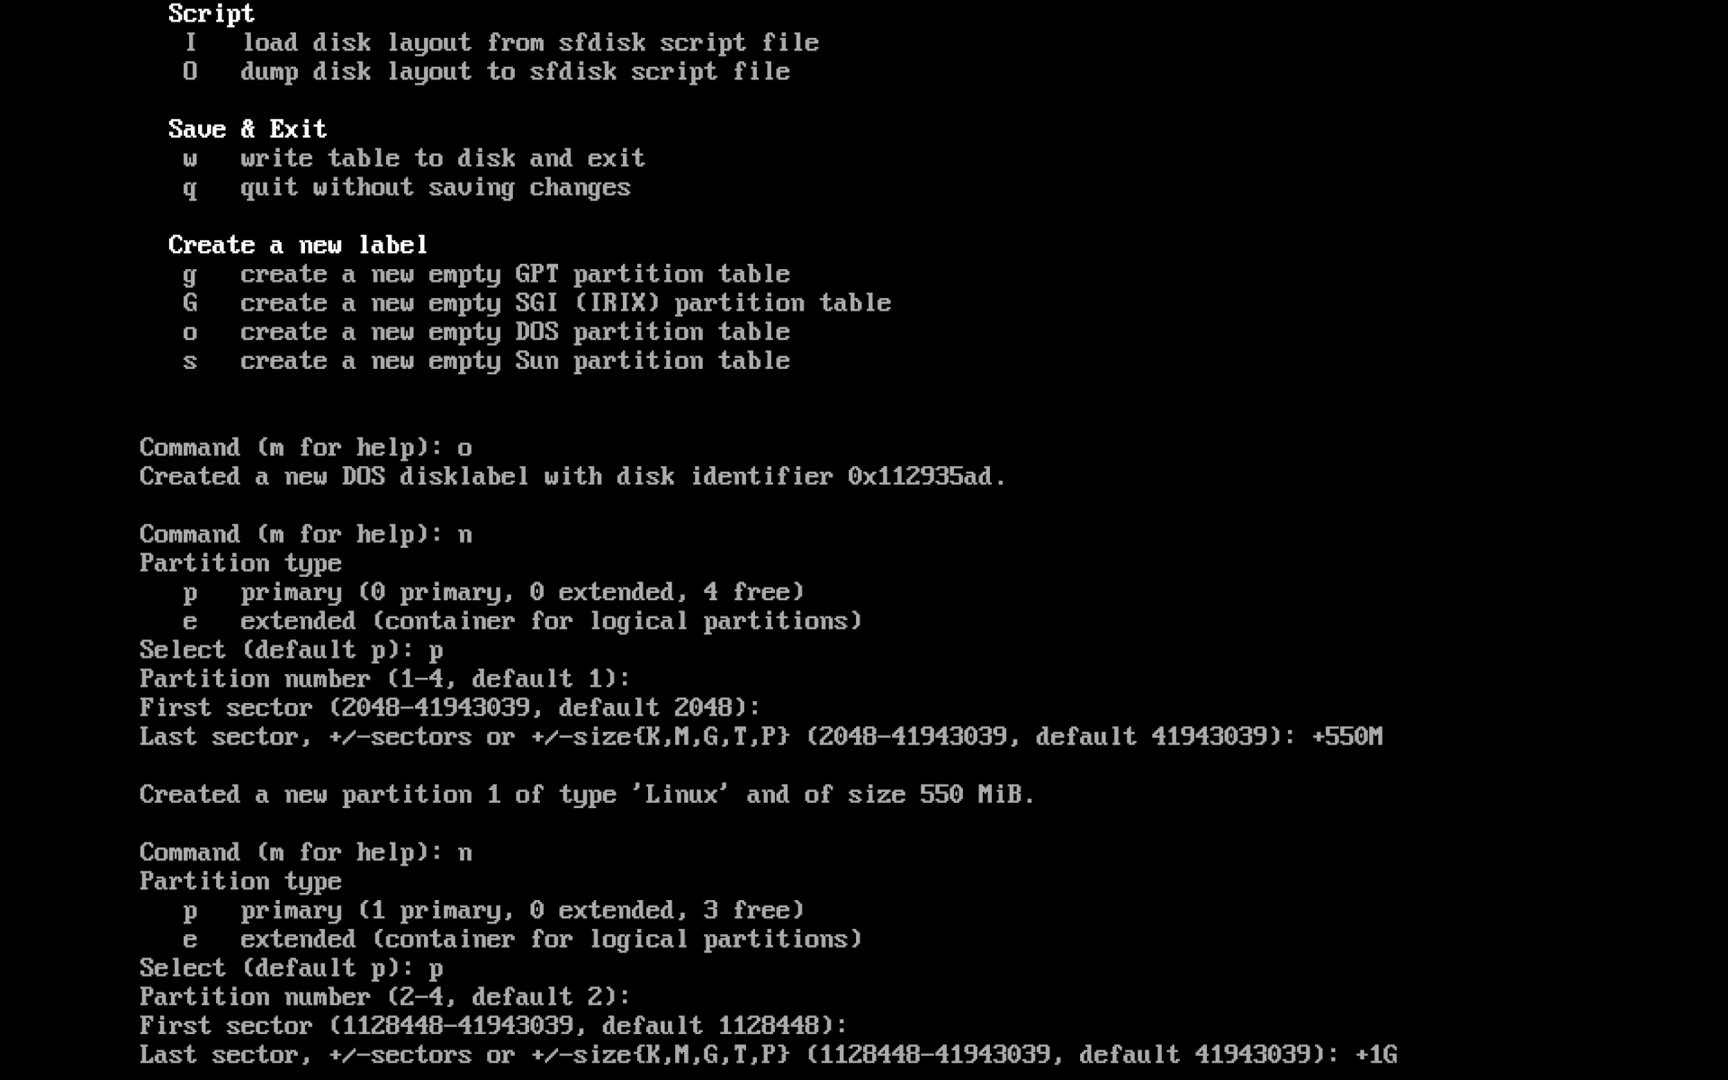 Script
I load disk layout from sfdisk script file
O dump disk layout to sfdisk script file
Save & Exit
w write table to disk and exit
q quit without saving changes
Create a new label
g create a new empty GPT partition table
G create a new empty SGI (IRIX) partition table
o create a new empty DOS partition table
s create a new empty Sun partition table
Command (m for help): o
Created a new DOS disklabel with disk identifier 0x112935ad.
Command (m for help): n
Partition type
p primary (0 primary, 0 extended, 4 free)
e extended (container for logical partitions)
Select (default p): p
Partition number (1-4, default 1):
First sector (2048-41943039, default 2048):
Last sector, +/-sectors or +/-size{K,M,G,T,P} (2048-41943039, default 41943039): +550M
Created a new partition 1 of type 'Linux' and of size 550 MiB.
Command (m for help): n
Partition type
p primary (1 primary, 0 extended, 3 free)
e extended (container for logical partitions)
Select (default p): p
Partition number (2-4, default 2):
First sector (1128448-41943039, default 1128448):
Last sector, +/-sectors or +/-size{K,M,G,T,P} (1128448-41943039, default 41943039): +1G